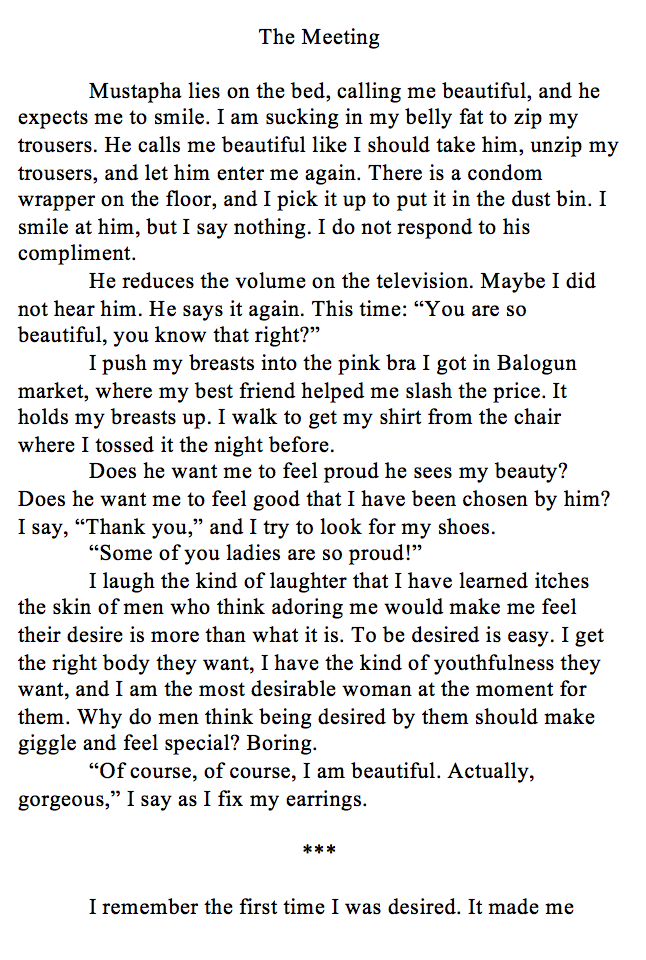 The Meeting
Mustapha lies on the bed, calling me beautiful, and he
expects me to smile. I am sucking in my belly fat to zip my
trousers. He calls me beautiful like I should take him, unzip my
trousers, and let him enter me again. There is a condom
wrapper on the floor, and I pick it up to put it in the dust bin. I
smile at him, but I say nothing. I do not respond to his
compliment.
He reduces the volume on the television. Maybe I did
not hear him. He says it again. This time: “You are so
beautiful, you know that right?”
I push my breasts into the pink bra I got in Balogun
market, where my best friend helped me slash the price. It
holds my breasts up. I walk to get my shirt from the chair
where I tossed it the night before.
Does he want me to feel proud he sees my beauty?
Does he want me to feel good that I have been chosen by him?
I say, “Thank you,” and I try to look for my shoes.
“Some of you ladies are so proud!”
I laugh the kind of laughter that I have learned itches
the skin of men who think adoring me would make me feel
their desire is more than what it is. To be desired is easy. I get
the right body they want, I have the kind of youthfulness they
want, and I am the most desirable woman at the moment for
them. Why do men think being desired by them should make
giggle and feel special? Boring.
“Of course, of course, I am beautiful. Actually,
gorgeous,” I say as I fix my earrings.
***
I remember the first time I was desired. It made me